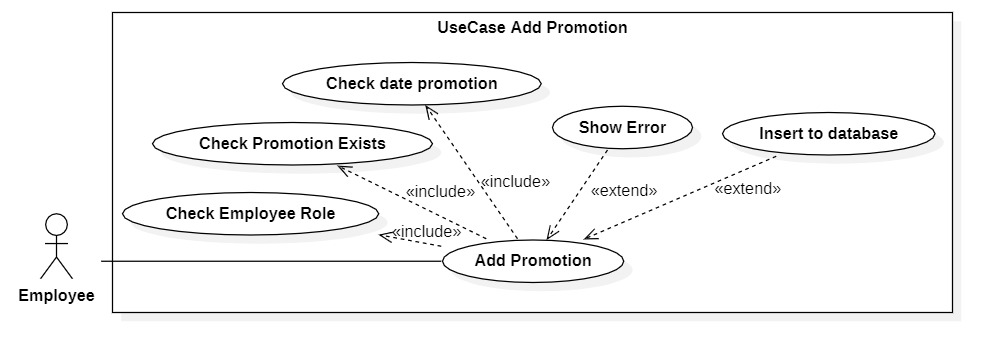 UseCase Add Promotion
Check date promotion
Show Error
Insert to database
Check Promotion Exists
«include»
«include»
«extend»
«extend»
Check Employee Role
«include»
Add Promotion
Employee